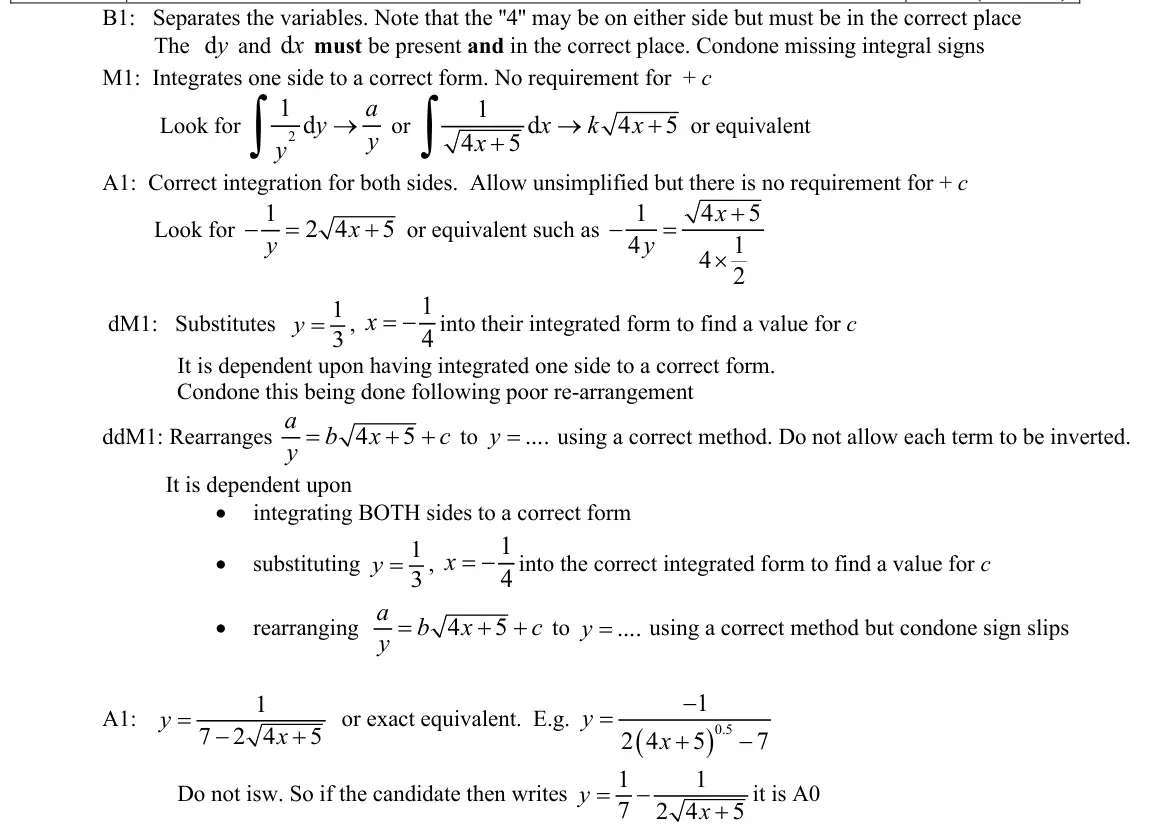 B1: Separates the variables. Note that the "4" may be on either side but must be in the correct place
The dy and dx must be present and in the correct place. Condone missing integral signs
M1: Integrates one side to a correct form. No requirement for + c
Look for ∫ 1/y² dy → a/y or ∫ 1/√(4x+5) dx → k√(4x+5) or equivalent
A1: Correct integration for both sides. Allow unsimplified but there is no requirement for + c
Look for −1/y = 2√(4x+5) or equivalent such as −1/(4y) = √(4x+5)/(4×1/2)
dM1: Substitutes y = 1/3, x = −1/4 into their integrated form to find a value for c
It is dependent upon having integrated one side to a correct form.
Condone this being done following poor re-arrangement
ddM1: Rearranges a/y = b√(4x+5) + c to y = .... using a correct method. Do not allow each term to be inverted.
It is dependent upon
• integrating BOTH sides to a correct form
• substituting y = 1/3, x = −1/4 into the correct integrated form to find a value for c
• rearranging a/y = b√(4x+5) + c to y = .... using a correct method but condone sign slips
A1: y = 1/(7−2√(4x+5)) or exact equivalent. E.g. y = −1/(2(4x+5)^0.5 −7)
Do not isw. So if the candidate then writes y = 1/7 − 1/(2√(4x+5)) it is A0